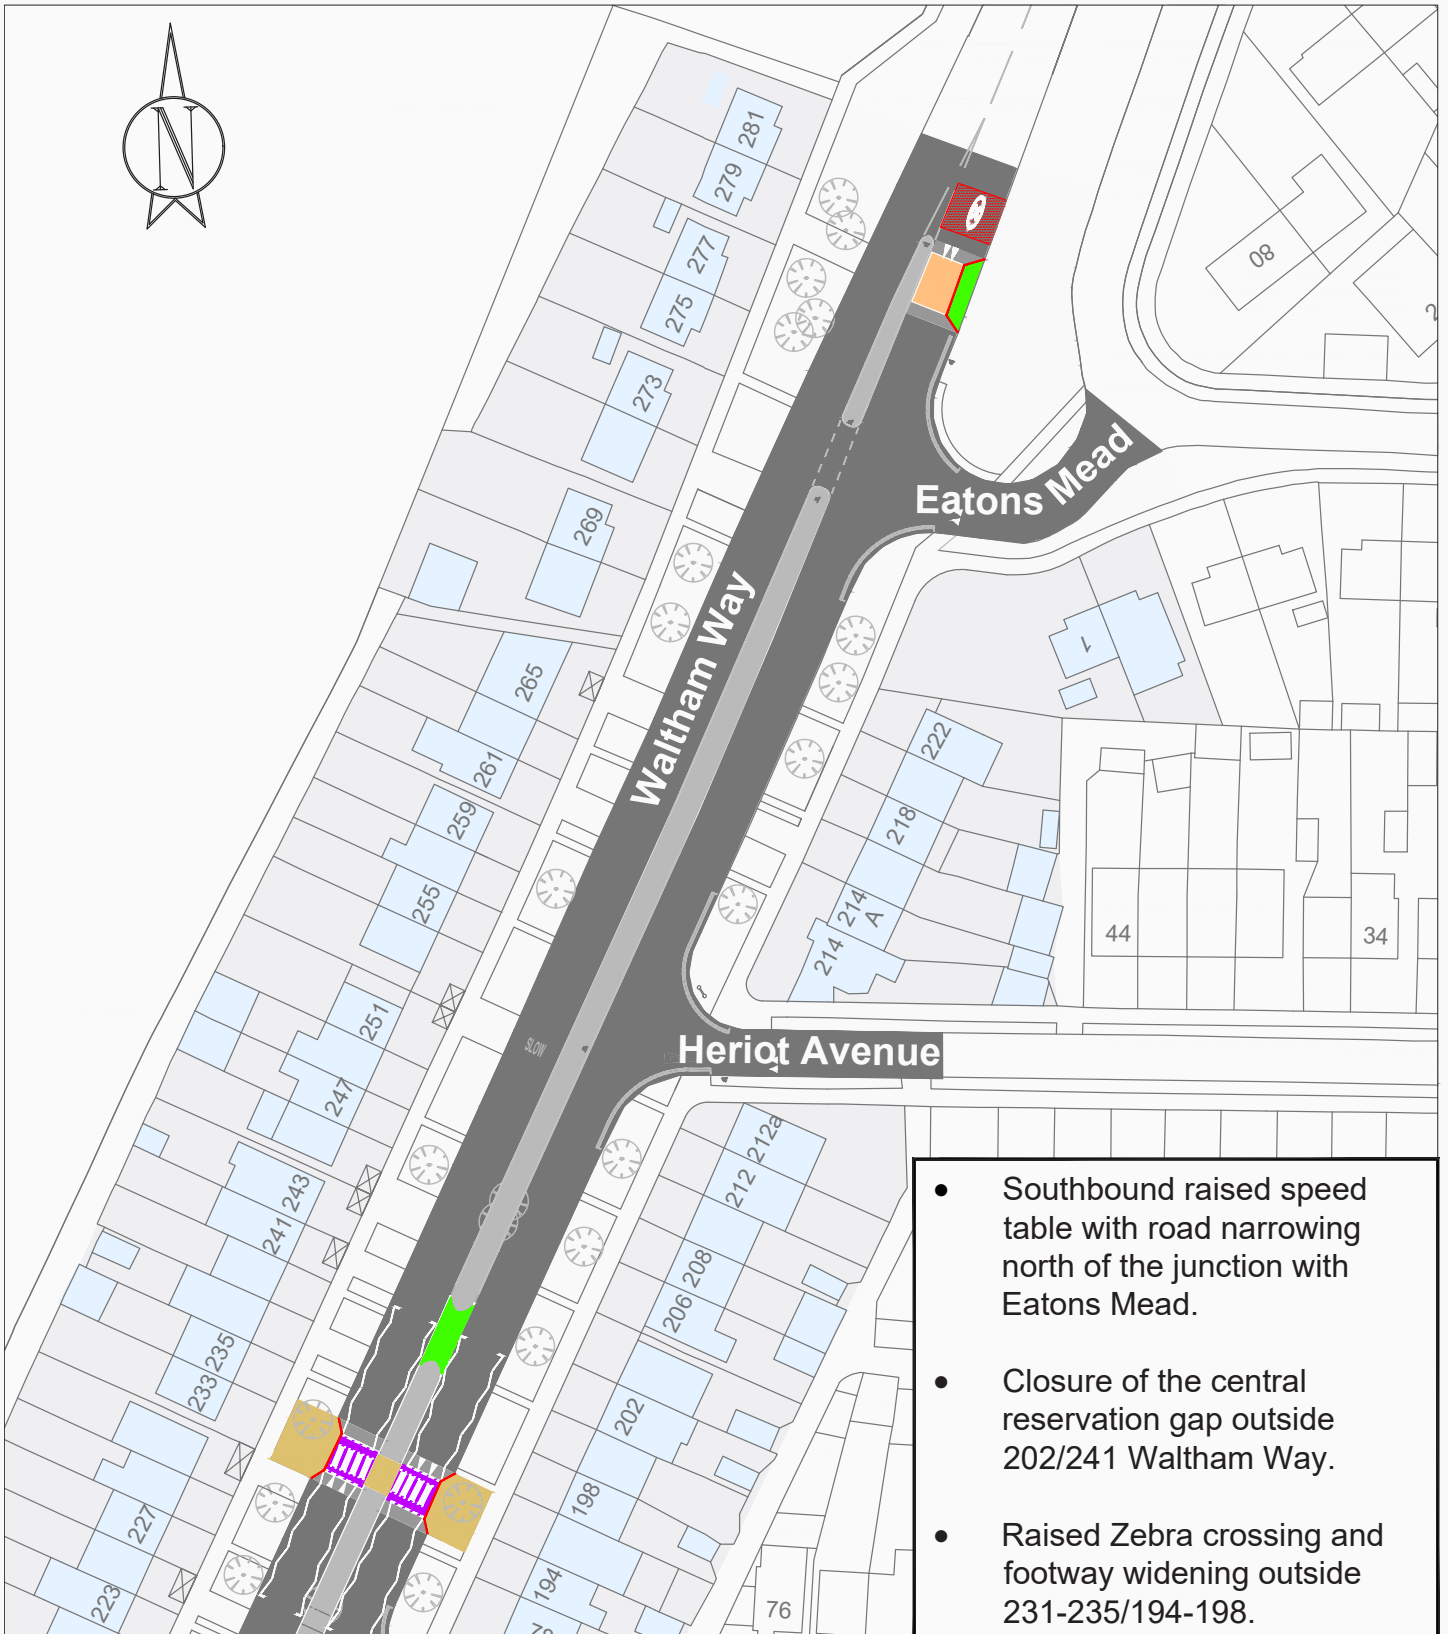 N
281
279
277
275
273
269
265
261
259
255
251
247
243
241
235
233
227
223
80
Eatons Mead
Waltham Way
1
222
218
214
A
214
44
34
SLOW
Heriot Avenue
212a
212
208
206
202
198
194
76
• Southbound raised speed
table with road narrowing
north of the junction with
Eatons Mead.
• Closure of the central
reservation gap outside
202/241 Waltham Way.
• Raised Zebra crossing and
footway widening outside
231-235/194-198.